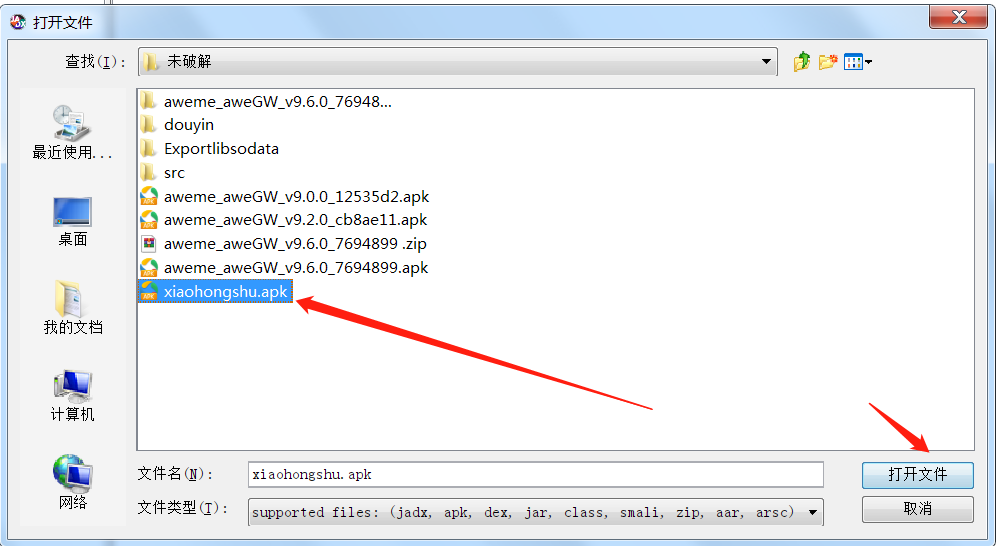 打开文件
查找(I):
未破解
aweme_aweGW_v9.6.0_76948...
douyin
Exportlibsodata
src
aweme_aweGW_v9.0.0_12535d2.apk
aweme_aweGW_v9.2.0_cb8ae11.apk
aweme_aweGW_v9.6.0_7694899 .zip
aweme_aweGW_v9.6.0_7694899.apk
xiaohongshu.apk
最近使用...
桌面
我的文档
计算机
网络
文件名(N):
xiaohongshu.apk
打开文件
文件类型(T):
supported files: (jadx, apk, dex, jar, class, smali, zip, aar, arsc)
取消